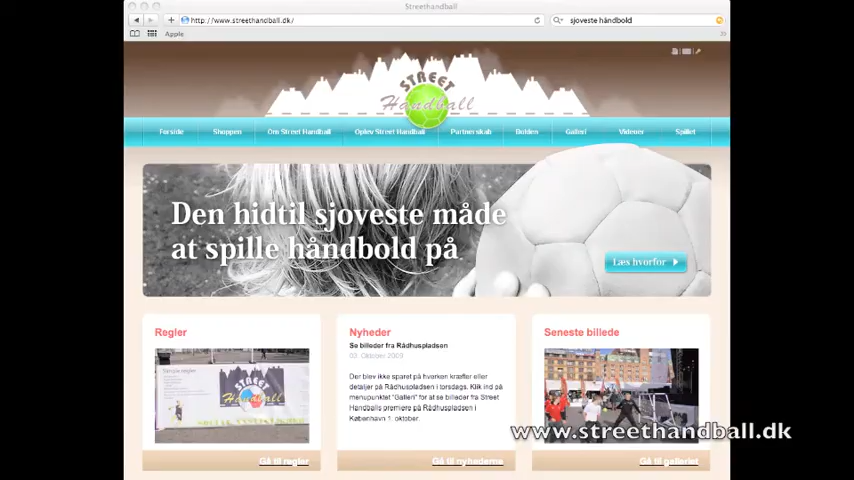 Streethandball
http://www.streethandball.dk/
sjoveste håndbold
Apple
STREET
Handball
Forside
Shoppen
Om Street Handball
Oplev Street Handball
Partnerskab
Bolden
Galleri
Videoer
Spillet
Den hidtil sjoveste måde
at spille håndbold på
Læs hvorfor
Regler
STREET
Handball
Gå til regler
Nyheder
Se billeder fra Rådhuspladsen
03. Oktober 2009
Der blev ikke sparet på hverken kræfter eller
detaljer på Rådhuspladsen i torsdags. Klik ind på
menupunktet "Galleri" for at se billeder fra Street
Handballs premiere på Rådhuspladsen i
København 1. oktober.
Gå til nyhederne
Seneste billede
Gå til galleriet
www.streethandball.dk